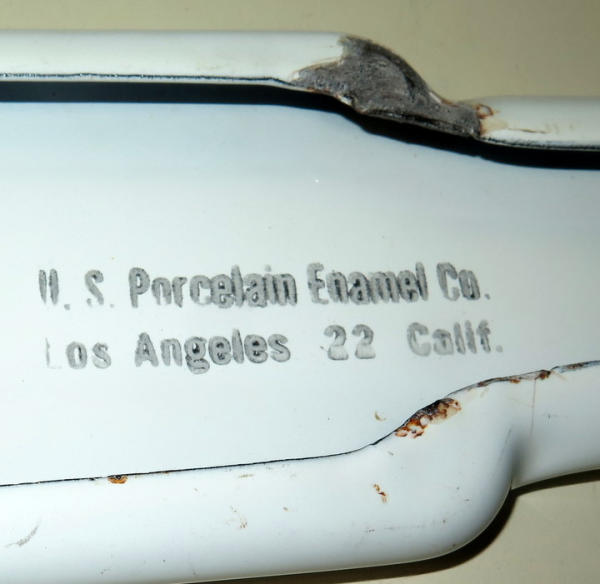 U. S. Porcelain Enamel Co.
Los Angeles 22 Calif.